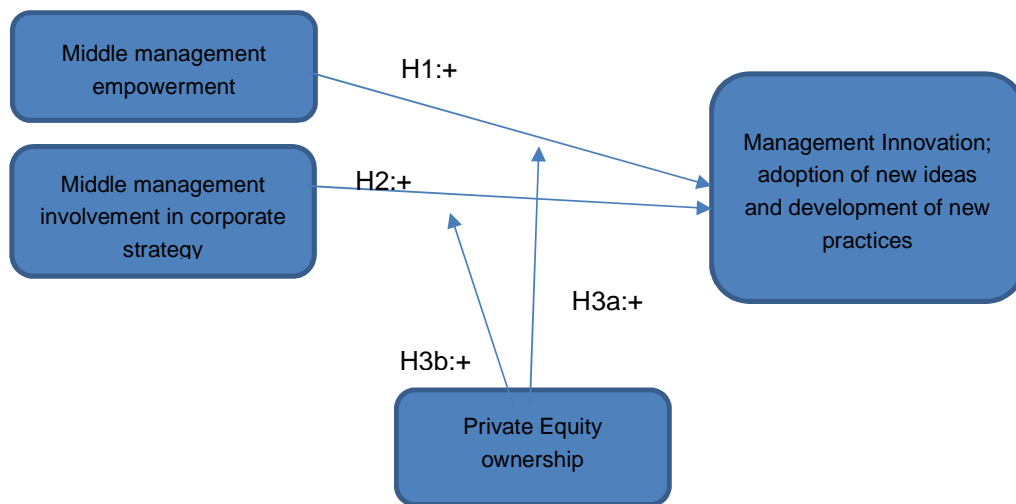 Middle management
empowerment
H1:+
Middle management
involvement in corporate
strategy
H2:+
Management Innovation;
adoption of new ideas
and development of new
practices
H3a:+
H3b:+
Private Equity
ownership